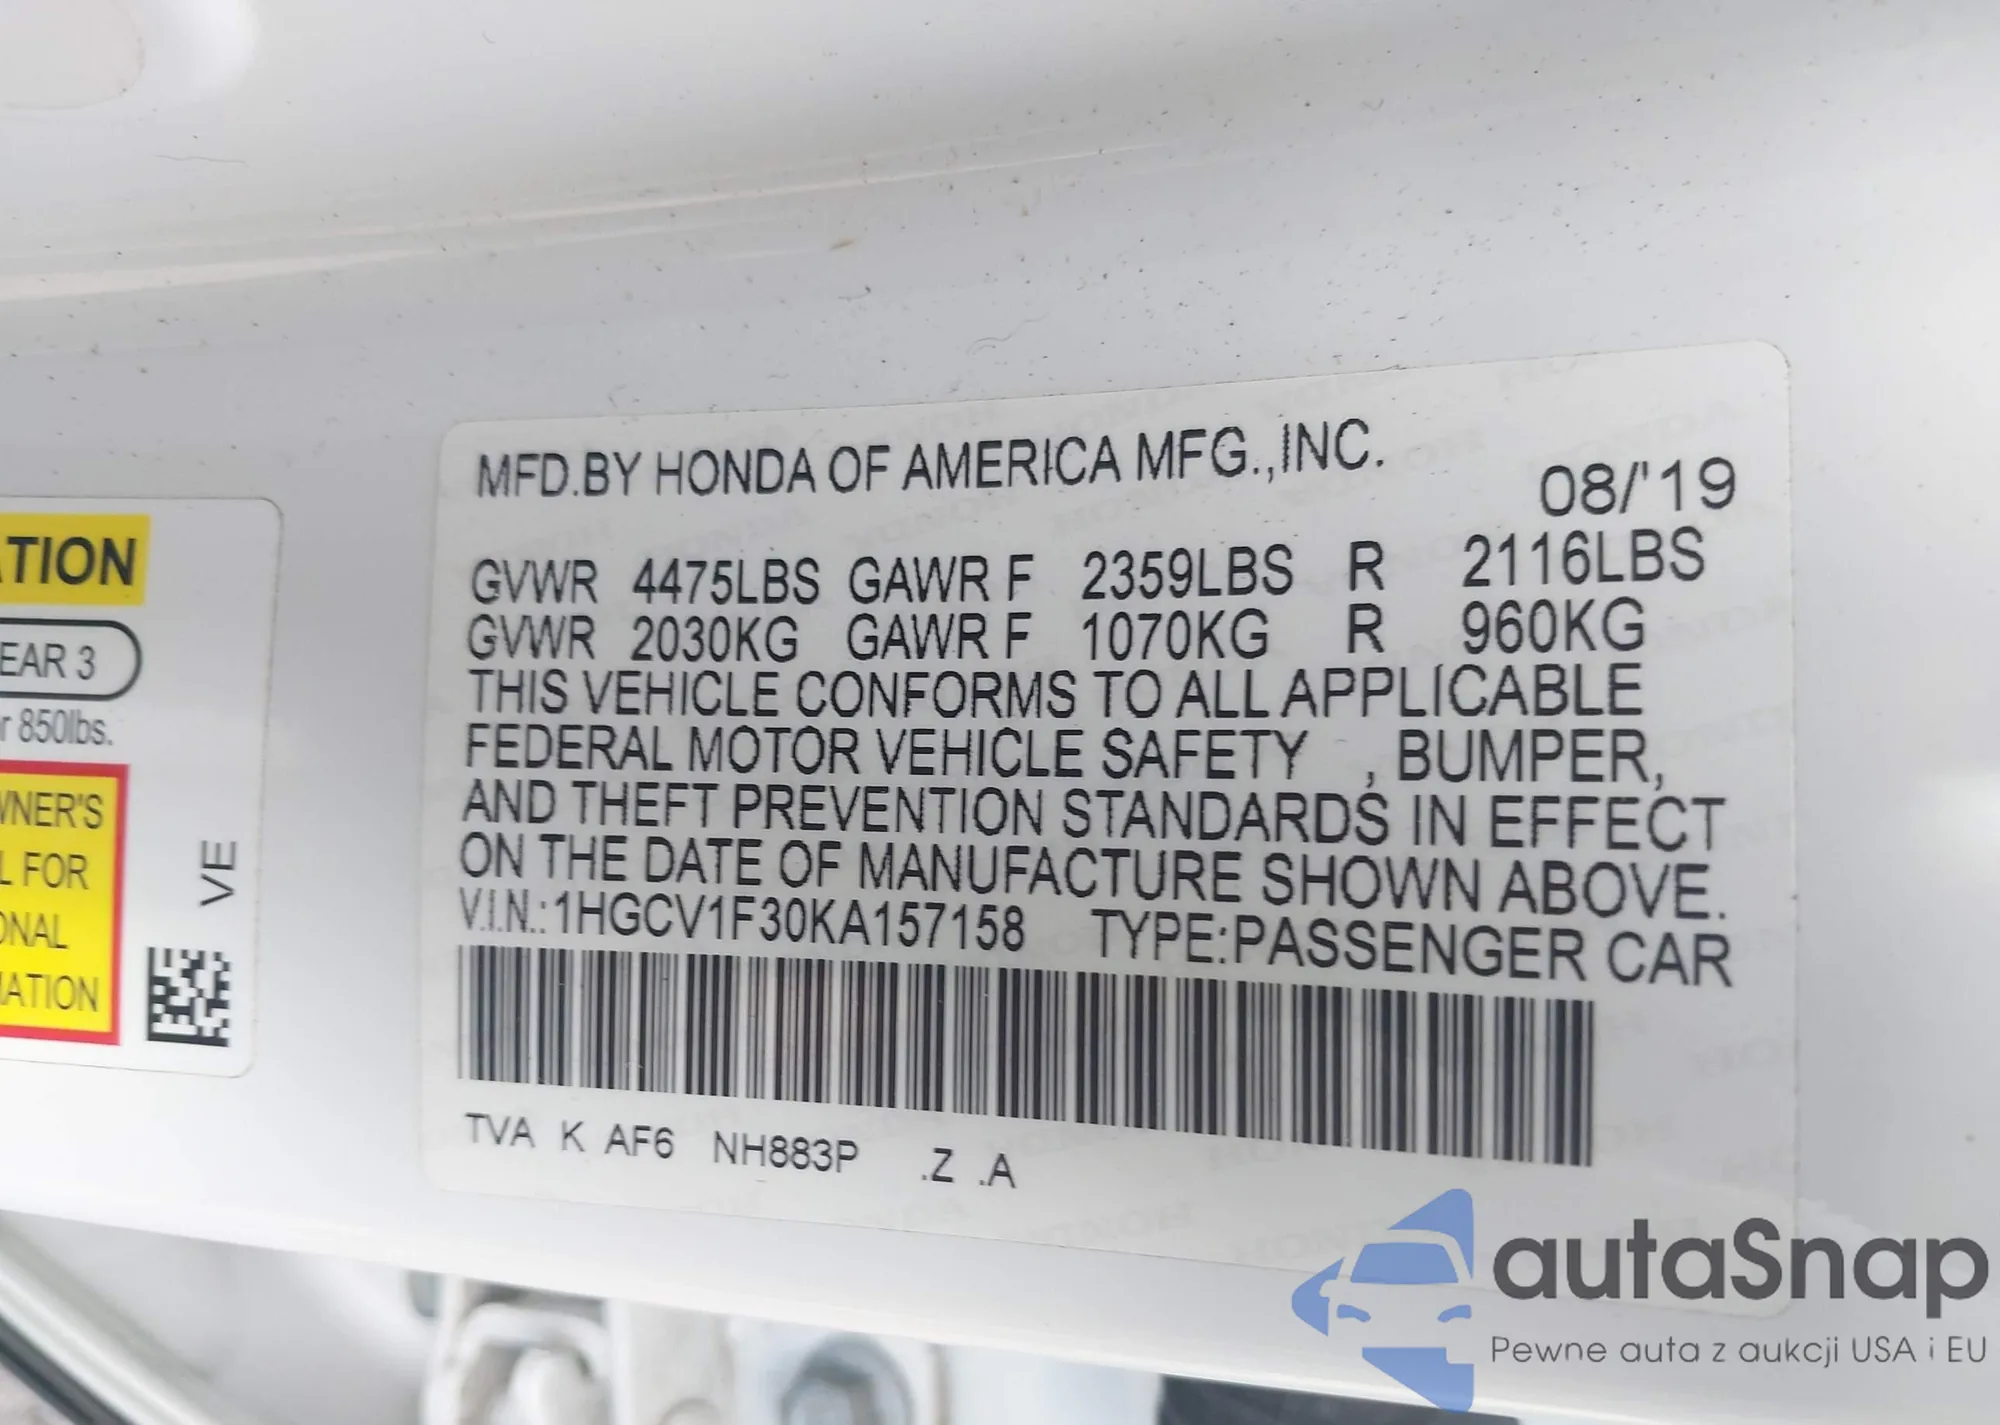 ATION
EAR 3
r 850lbs.
WNER'S
L FOR
ONAL
MATION
VE
MFD.BY HONDA OF AMERICA MFG.,INC.
08/'19
GVWR 4475LBS GAWR F 2359LBS R 2116LBS
GVWR 2030KG GAWR F 1070KG R 960KG
THIS VEHICLE CONFORMS TO ALL APPLICABLE
FEDERAL MOTOR VEHICLE SAFETY , BUMPER,
AND THEFT PREVENTION STANDARDS IN EFFECT
ON THE DATE OF MANUFACTURE SHOWN ABOVE.
V.I.N.:1HGCV1F30KA157158 TYPE:PASSENGER CAR
TVA K AF6 NH883P .Z .A
autaSnap
Pewne auta z aukcji USA i EU